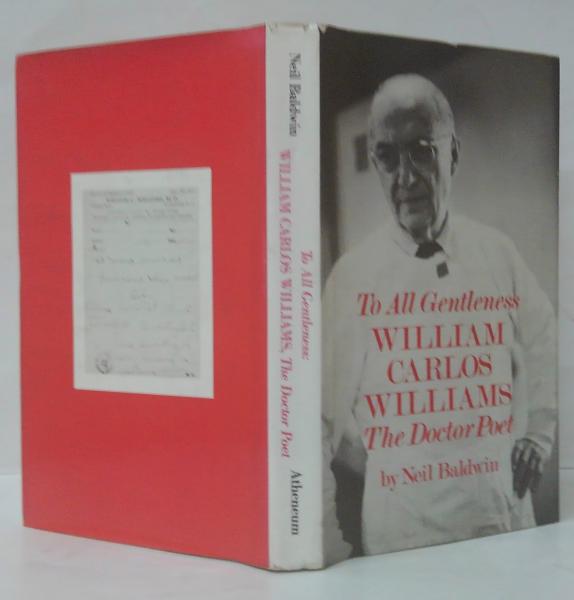 To All Gentleness
WILLIAM
CARLOS
WILLIAMS
The Doctor Poet
by Neil Baldwin
Neil Baldwin
To All Gentleness:
WILLIAM CARLOS WILLIAMS, The Doctor Poet
Atheneum